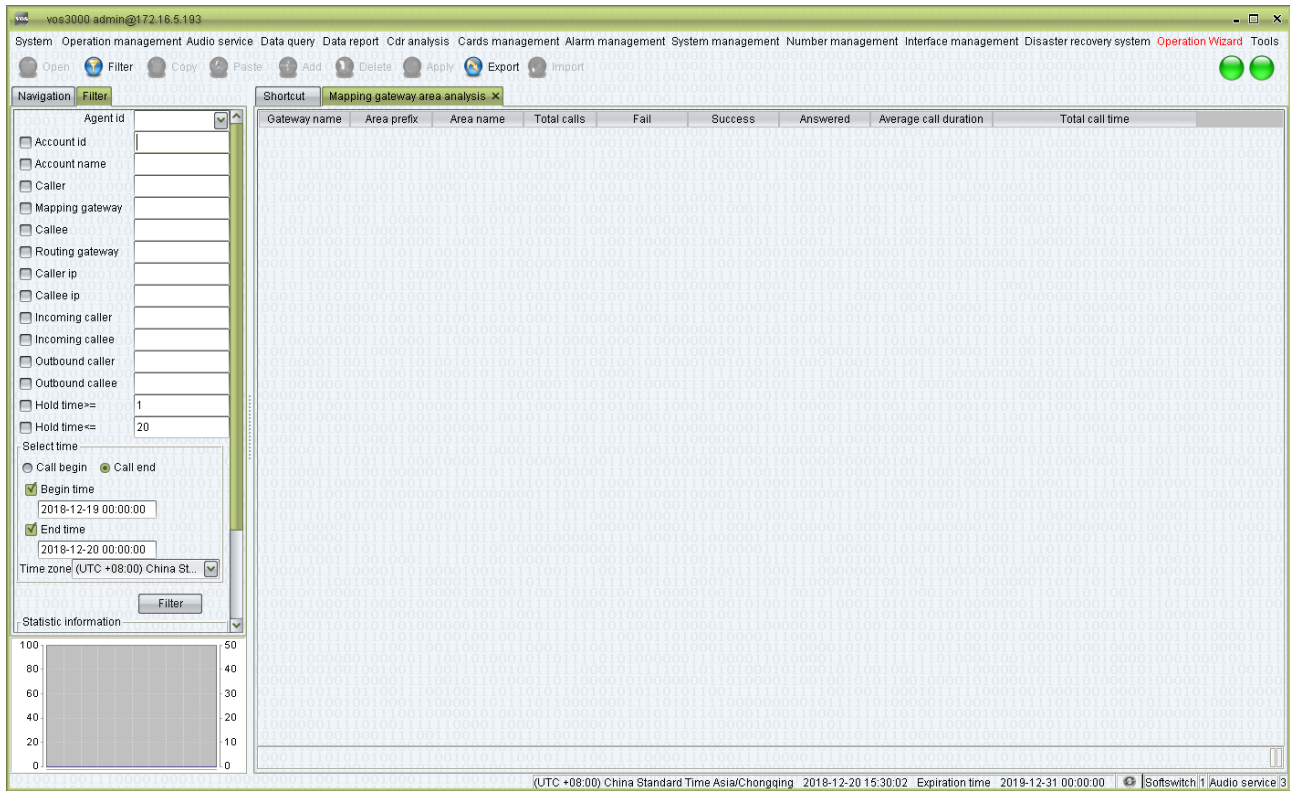 vos vos3000 admin@172.16.5.193
System Operation management Audio service Data query Data report Cdr analysis Cards management Alarm management System management Number management Interface management Disaster recovery system Operation Wizard Tools
Open Filter Copy Paste Add Delete Apply Export Import
Navigation Filter
Shortcut Mapping gateway area analysis
Gateway name Area prefix Area name Total calls Fail Success Answered Average call duration Total call time
Agent id
Account id
Account name
Caller
Mapping gateway
Callee
Routing gateway
Caller ip
Callee ip
Incoming caller
Incoming callee
Outbound caller
Outbound callee
Hold time>= 1
Hold time<= 20
Select time
Call begin Call end
Begin time
2018-12-19 00:00:00
End time
2018-12-20 00:00:00
Time zone (UTC +08:00) China St...
Filter
Statistic information
100 50
80 40
60 30
40 20
20 10
0 0
(UTC +08:00) China Standard Time Asia/Chongqing 2018-12-20 15:30:02 Expiration time 2019-12-31 00:00:00 Softswitch 1 Audio service 3